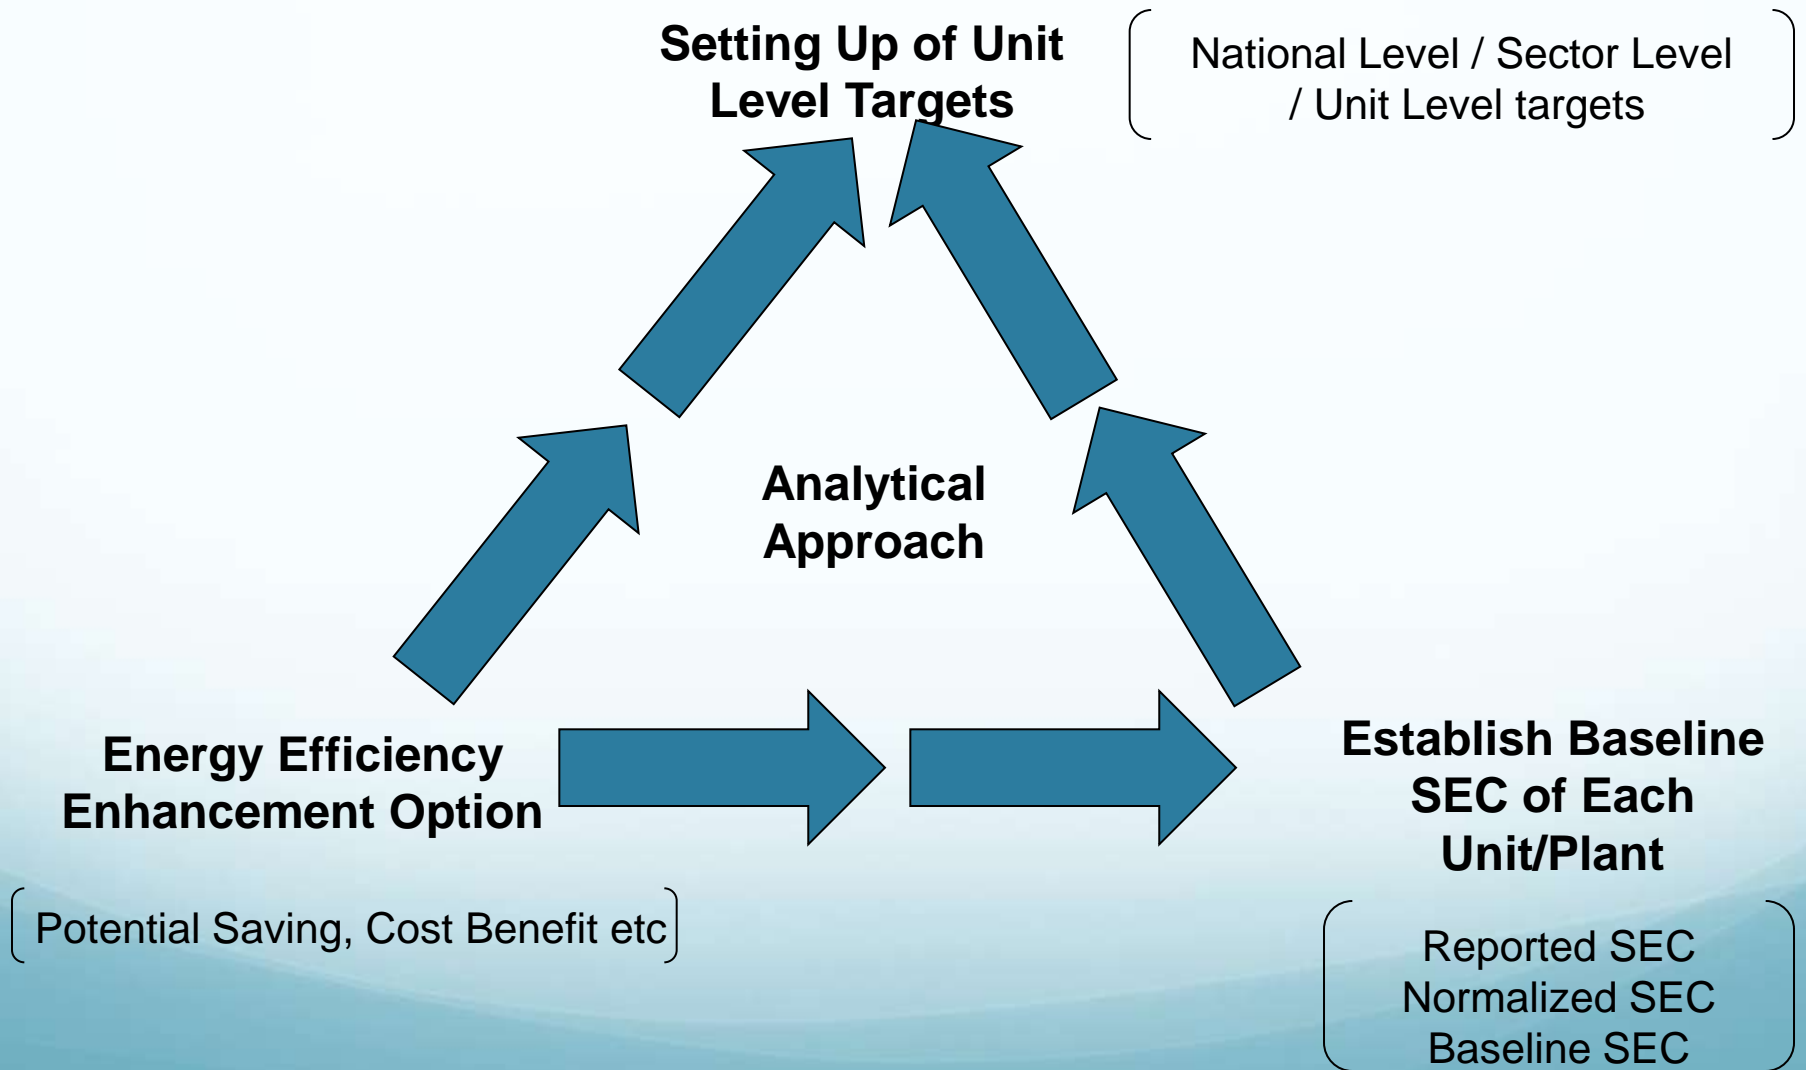 Setting Up of Unit
Level Targets
National Level / Sector Level
/ Unit Level targets
Analytical
Approach
Energy Efficiency
Enhancement Option
Potential Saving, Cost Benefit etc
Establish Baseline
SEC of Each
Unit/Plant
Reported SEC
Normalized SEC
Baseline SEC